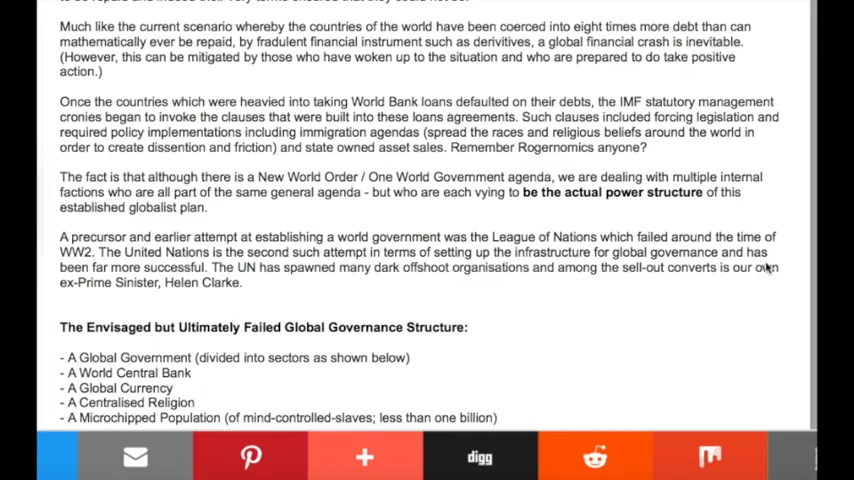 Much like the current scenario whereby the countries of the world have been coerced into eight times more debt than can
mathematically ever be repaid, by fradulent financial instrument such as derivitives, a global financial crash is inevitable.
(However, this can be mitigated by those who have woken up to the situation and who are prepared to do take positive
action.)
Once the countries which were heavied into taking World Bank loans defaulted on their debts, the IMF statutory management
cronies began to invoke the clauses that were built into these loans agreements. Such clauses included forcing legislation and
required policy implementations including immigration agendas (spread the races and religious beliefs around the world in
order to create dissention and friction) and state owned asset sales. Remember Rogernomics anyone?
The fact is that although there is a New World Order / One World Government agenda, we are dealing with multiple internal
factions who are all part of the same general agenda - but who are each vying to be the actual power structure of this
established globalist plan.
A precursor and earlier attempt at establishing a world government was the League of Nations which failed around the time of
WW2. The United Nations is the second such attempt in terms of setting up the infrastructure for global governance and has
been far more successful. The UN has spawned many dark offshoot organisations and among the sell-out converts is our own
ex-Prime Sinister, Helen Clarke.
The Envisaged but Ultimately Failed Global Governance Structure:
- A Global Government (divided into sectors as shown below)
- A World Central Bank
- A Global Currency
- A Centralised Religion
- A Microchipped Population (of mind-controlled-slaves; less than one billion)
digg